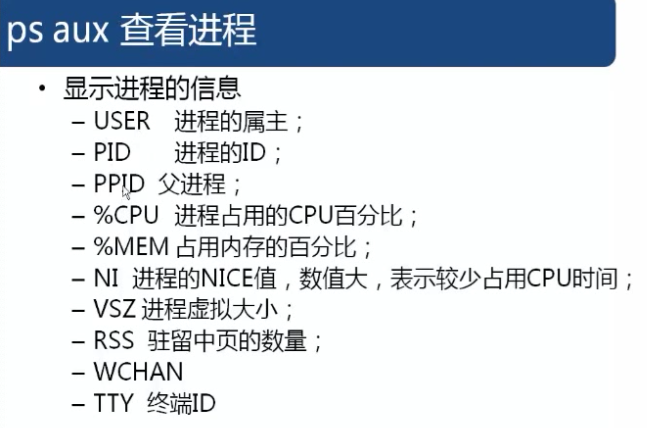 ps aux 查看进程
• 显示进程的信息
– USER 进程的属主；
– PID 进程的ID；
– PPID 父进程；
– %CPU 进程占用的CPU百分比；
– %MEM 占用内存的百分比；
– NI 进程的NICE值，数值大，表示较少占用CPU时间；
– VSZ 进程虚拟大小；
– RSS 驻留中页的数量；
– WCHAN
– TTY 终端ID